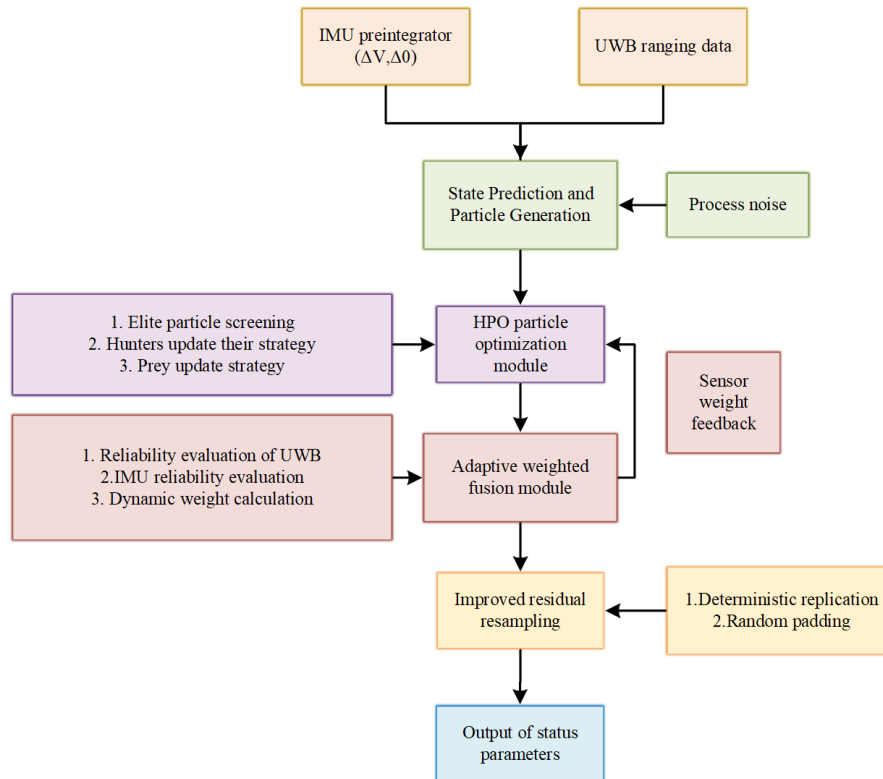 IMU preintegrator
(ΔV,Δ0)
UWB ranging data
State Prediction and
Particle Generation
Process noise
1. Elite particle screening
2. Hunters update their strategy
3. Prey update strategy
HPO particle
optimization
module
Sensor
weight
feedback
1. Reliability evaluation of UWB
2.IMU reliability evaluation
3. Dynamic weight calculation
Adaptive weighted
fusion module
Improved residual
resampling
1.Deterministic replication
2.Random padding
Output of status
parameters